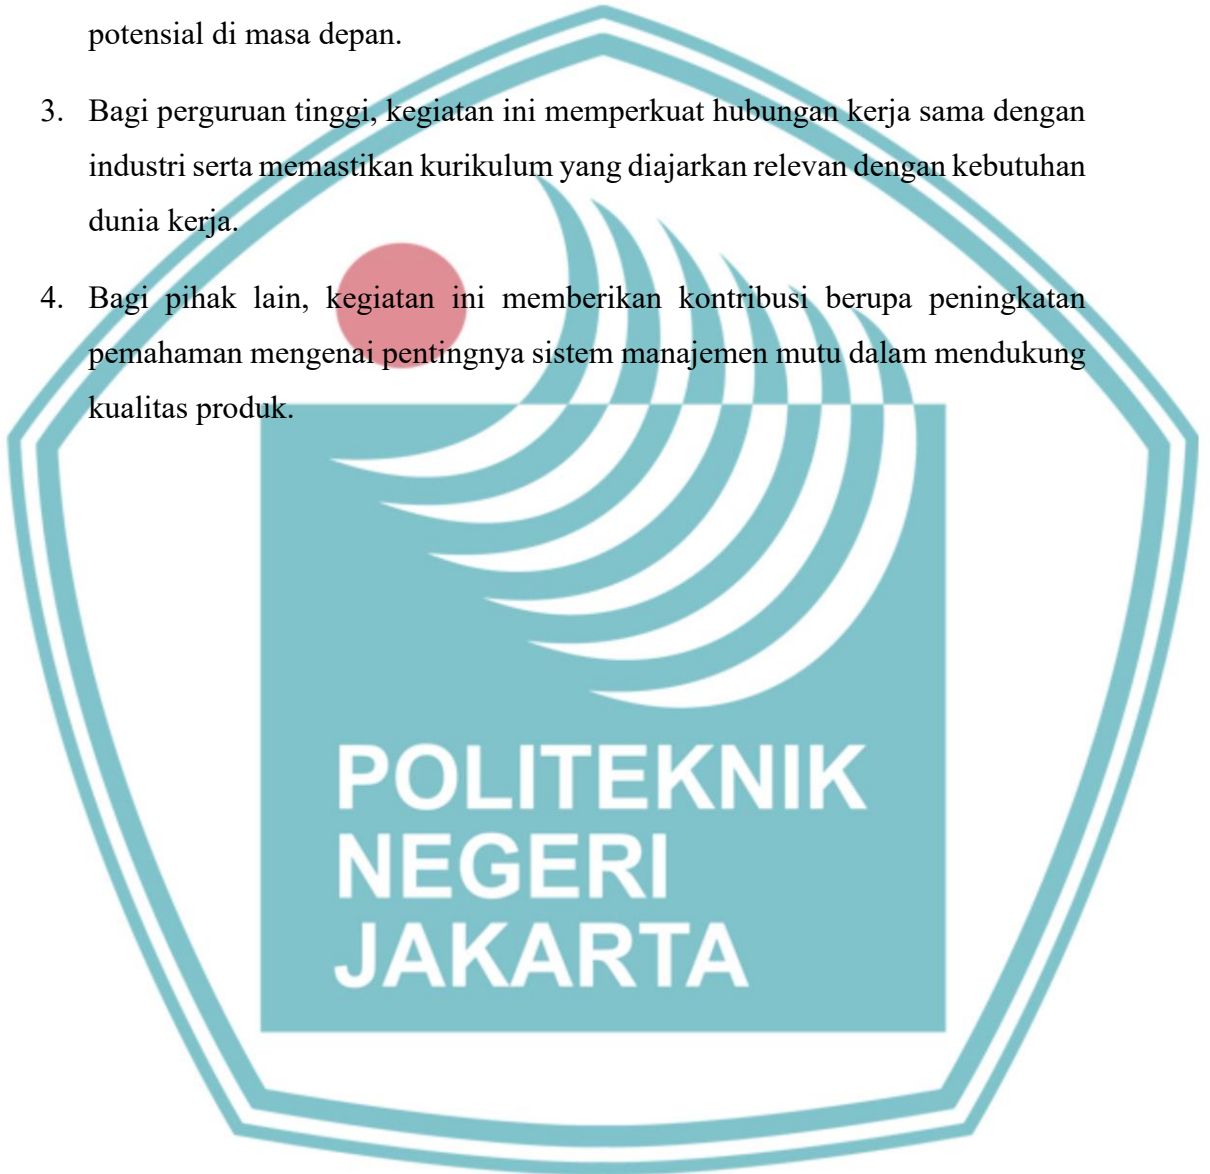 potensial di masa depan.
3. Bagi perguruan tinggi, kegiatan ini memperkuat hubungan kerja sama dengan
industri serta memastikan kurikulum yang diajarkan relevan dengan kebutuhan
dunia kerja.
4. Bagi pihak lain, kegiatan ini memberikan kontribusi berupa peningkatan
pemahaman mengenai pentingnya sistem manajemen mutu dalam mendukung
kualitas produk.
POLITEKNIK
NEGERI
JAKARTA